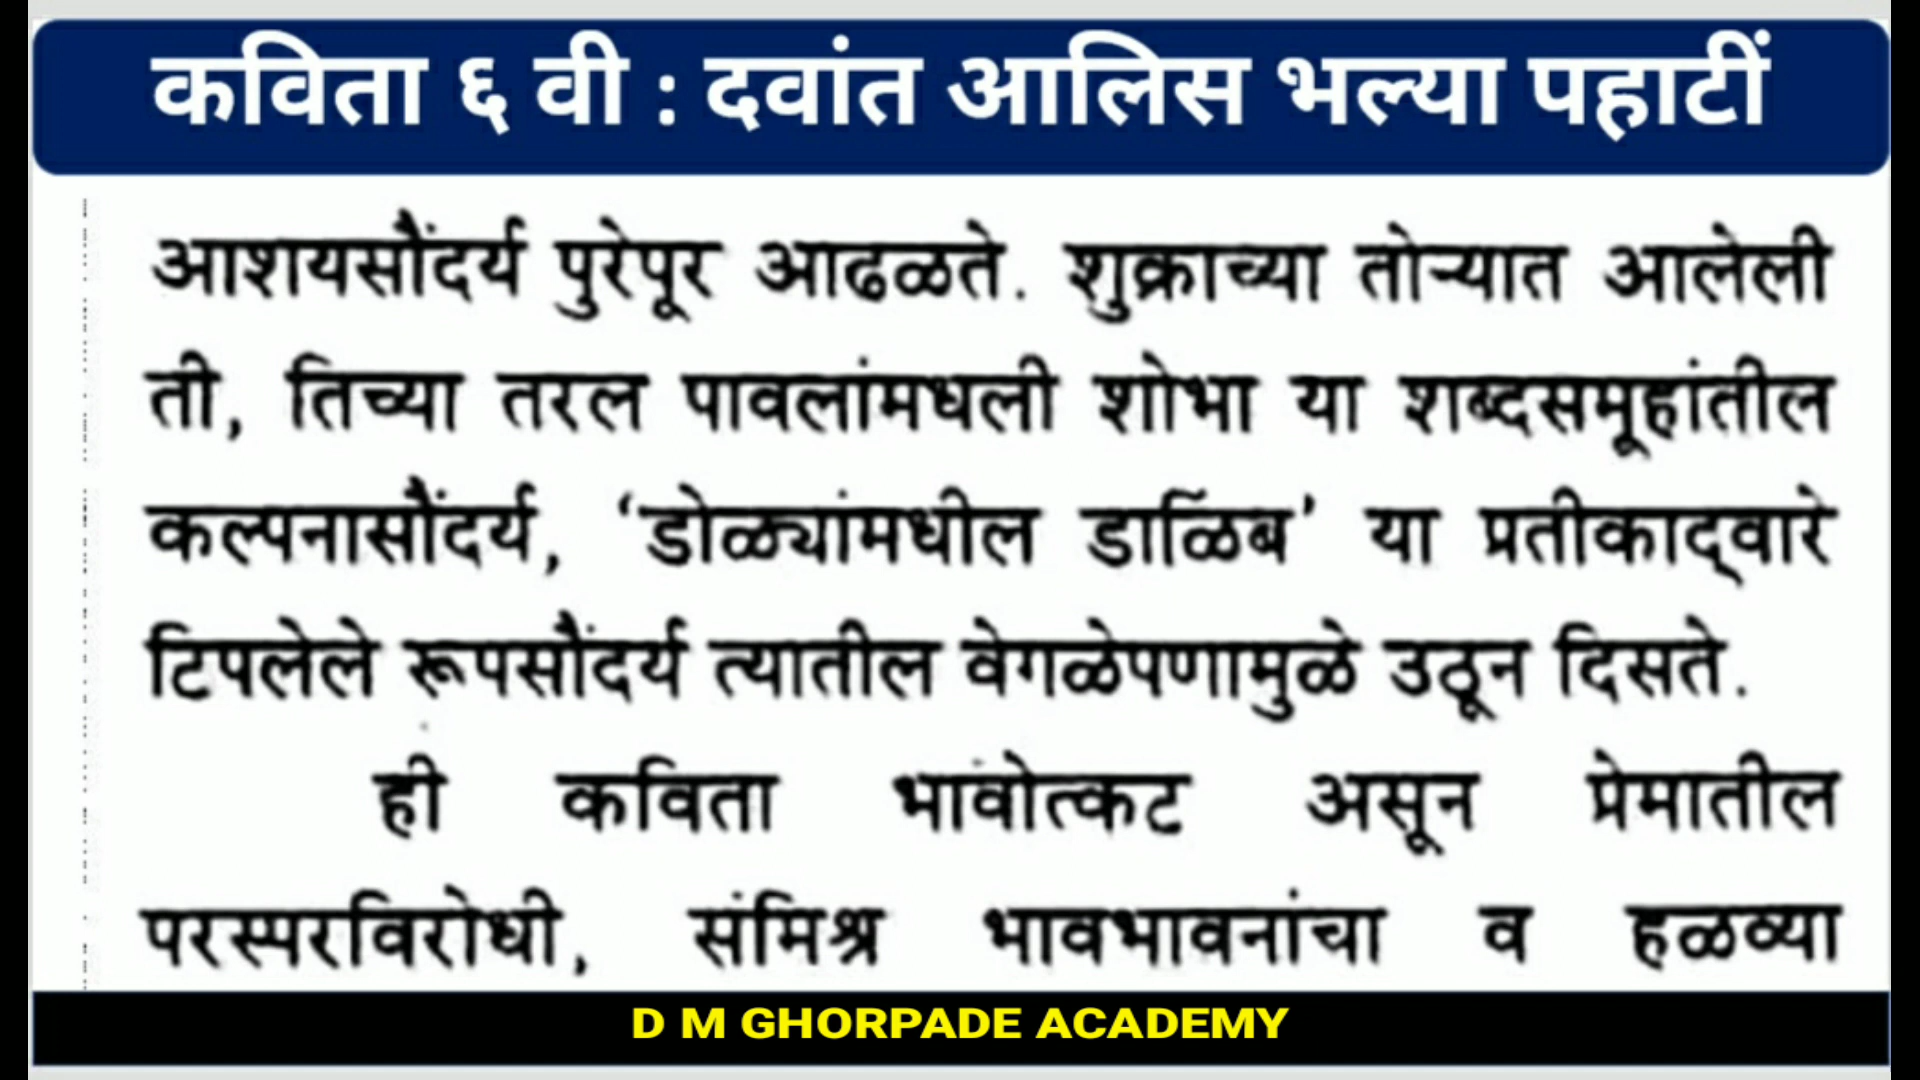 कविता ६ वी : दवांत आलिस भल्या पहाटीं
आशयसौंदर्य पुरेपूर आढळते. शुक्राच्या तोऱ्यात आलेली
ती, तिच्या तरल पावलांमधली शोभा या शब्दसमूहांतील
कल्पनासौंदर्य, ‘डोळ्यांमधील डाळिंब’ या प्रतीकाद्‌वारे
टिपलेले रूपसौंदर्य त्यातील वेगळेपणामुळे उठून दिसते.
ही कविता भावोत्कट असून प्रेमातील
परस्परविरोधी, संमिश्र भावभावनांचा व हळव्या
D M GHORPADE ACADEMY